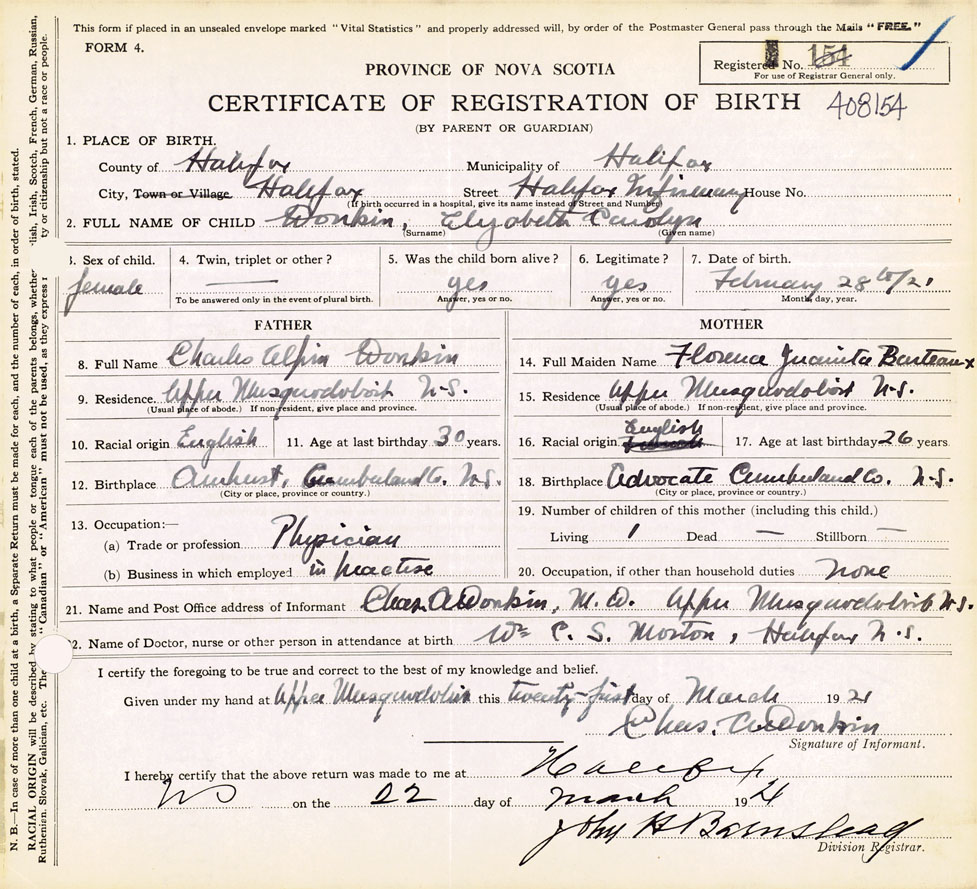 This form if placed in an unsealed envelope marked "Vital Statistics" and properly addressed will, by order of the Postmaster General pass through the Mails "FREE."
FORM 4.
Registered No. 154
For use of Registrar General only.
PROVINCE OF NOVA SCOTIA
CERTIFICATE OF REGISTRATION OF BIRTH 408154
(BY PARENT OR GUARDIAN)
1. PLACE OF BIRTH.
County of Halifax Municipality of Halifax
City, Town or Village Halifax Street Halifax Infirmary House No.
(If birth occurred in a hospital, give its name instead of Street and Number)
2. FULL NAME OF CHILD Donkin, Elizabeth Carolyn
(Surname) (Given name)
3. Sex of child. 4. Twin, triplet or other? 5. Was the child born alive? 6. Legitimate? 7. Date of birth.
female — yes yes February 28th/21
To be answered only in the event of plural birth. Answer, yes or no. Answer, yes or no. Month, day, year.
FATHER MOTHER
8. Full Name Charles Alpin Donkin 14. Full Maiden Name Florence Juanita Barteaux
9. Residence. Upper Musquodoboit N.S. 15. Residence Upper Musquodoboit N.S.
(Usual place of abode.) If non-resident, give place and province. (Usual place of abode.) If non-resident, give place and province.
10. Racial origin English 11. Age at last birthday 30 years. 16. Racial origin English 17. Age at last birthday 26 years
12. Birthplace Amherst, Cumberland Co. N.S. 18. Birthplace Advocate Cumberland Co. N.S.
(City or place, province or country.) (City or place, province or country.)
13. Occupation:— 19. Number of children of this mother (including this child.)
(a) Trade or profession Physician Living 1 Dead — Stillborn —
(b) Business in which employed in practise 20. Occupation, if other than household duties none
21. Name and Post Office address of Informant Chas. A. Donkin, M.D. Upper Musquodoboit N.S.
22. Name of Doctor, nurse or other person in attendance at birth Dr. C. S. Morton, Halifax N.S.
I certify the foregoing to be true and correct to the best of my knowledge and belief.
Given under my hand at Upper Musquodoboit this twenty-first day of March 1921
Chas. A. Donkin
Signature of Informant.
I hereby certify that the above return was made to me at Halifax
NS on the 22 day of March 1921
John H Barnstead
Division Registrar.
N. B.—In case of more than one child at a birth, a Separate Return must be made for each, and the number of each, in order of birth, stated.
RACIAL ORIGIN will be described by stating to what people or tongue each of the parents belongs, whether lish, Irish, Scotch, French, German, Russian,
Ruthenian, Slovak, Galician, etc. The "Canadian" or "American" must not be used, as they express ty or citizenship but not a race or people.